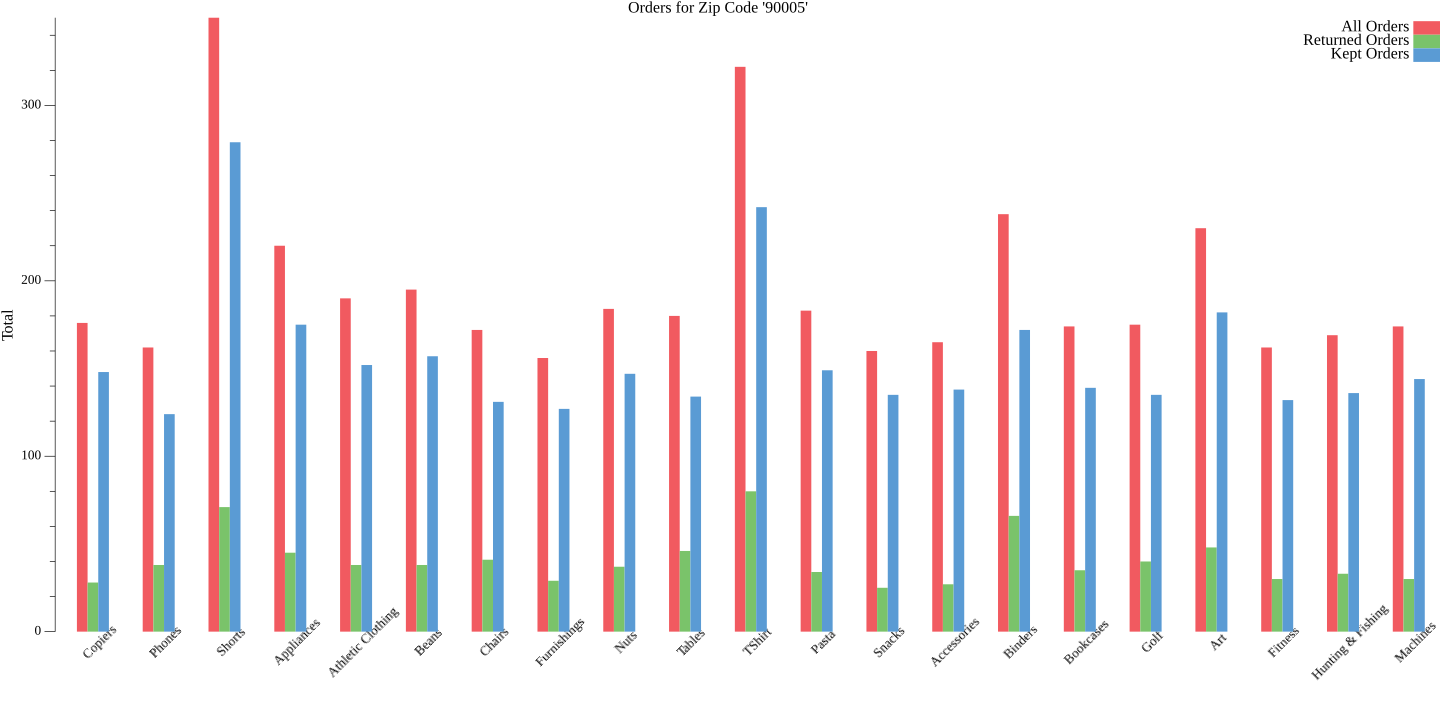 Orders for Zip Code '90005'
All Orders
Returned Orders
Kept Orders
Total
300
200
100
0
Copiers
Phones
Shorts
Appliances
Athletic Clothing
Beans
Chairs
Furnishings
Nuts
Tables
TShirt
Pasta
Snacks
Accessories
Binders
Bookcases
Golf
Art
Fitness
Hunting & Fishing
Machines